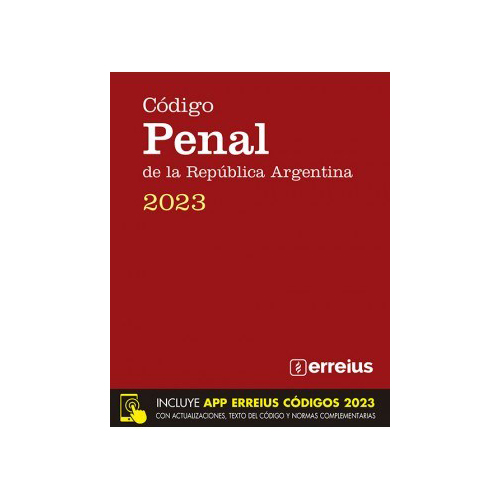 Código
Penal
de la República Argentina
2023
erreius
INCLUYE APP ERREIUS CÓDIGOS 2023
CON ACTUALIZACIONES, TEXTO DEL CÓDIGO Y NORMAS COMPLEMENTARIAS